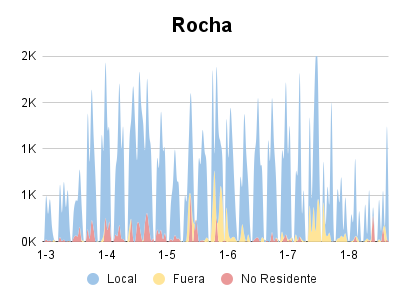 Rocha
2K
2K
1K
1K
0K
1-3 1-4 1-5 1-6 1-7 1-8
Local Fuera No Residente